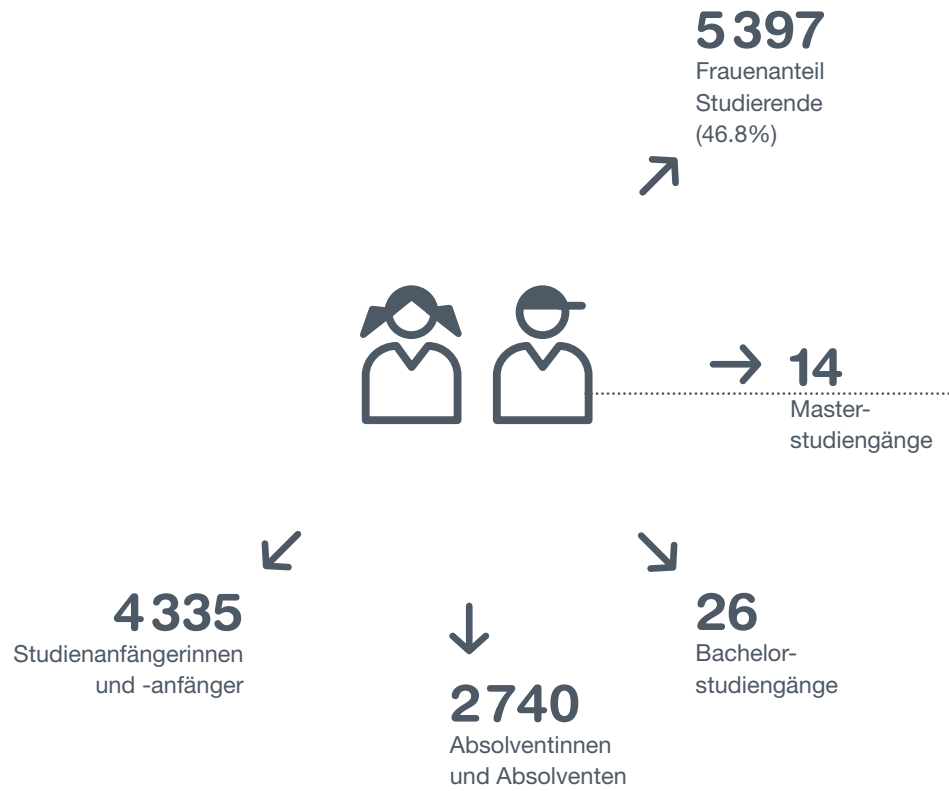 5 397
Frauenanteil
Studierende
(46.8%)
14
Master-
studiengänge
4 335
Studienanfängerinnen
und -anfänger
26
Bachelor-
studiengänge
2 740
Absolventinnen
und Absolventen